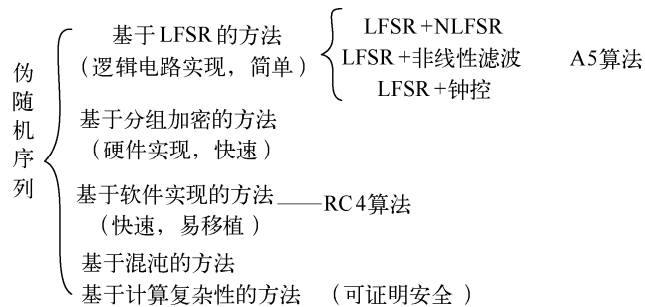 伪随机序列
基于LFSR的方法
(逻辑电路实现，简单)
LFSR+NLFSR
LFSR+非线性滤波
LFSR+钟控
A5算法
基于分组加密的方法
(硬件实现，快速)
基于软件实现的方法——RC4算法
(快速，易移植)
基于混沌的方法
基于计算复杂性的方法 (可证明安全)